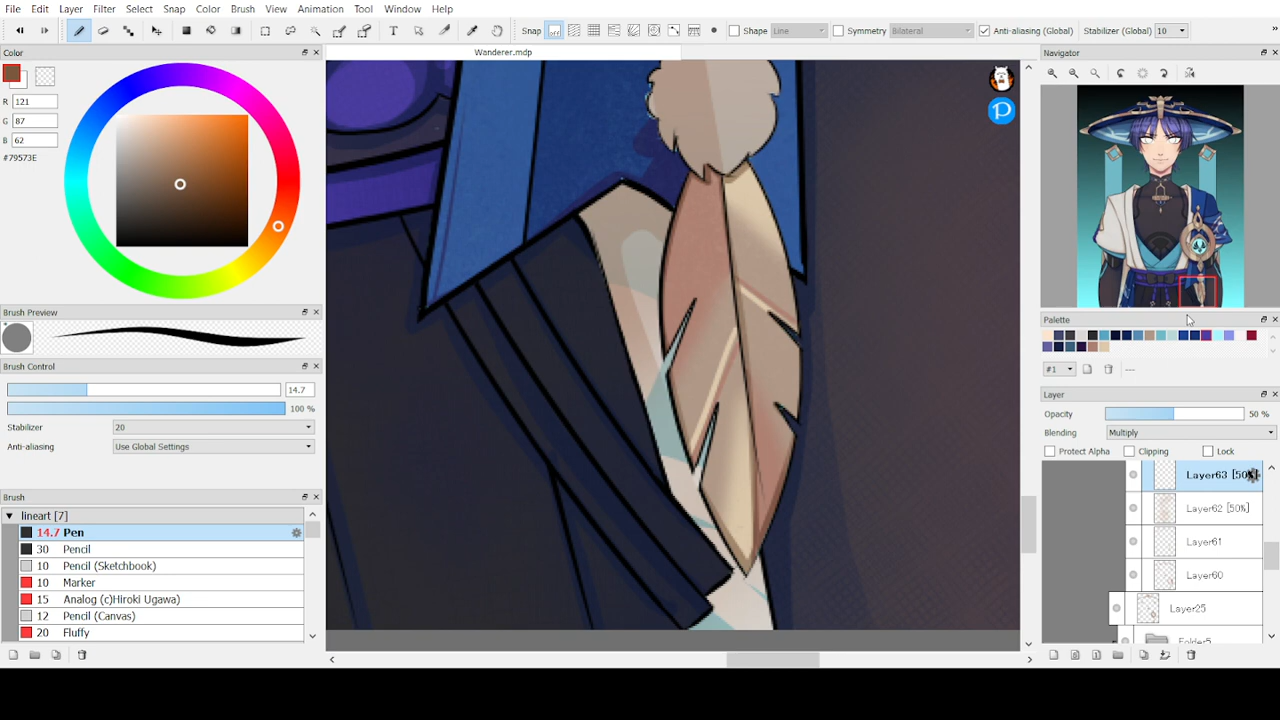 File Edit Layer Filter Select Snap Color Brush View Animation Tool Window Help
Snap Shape Line Symmetry Bilateral Anti-aliasing (Global) Stabilizer (Global) 10
Color
Wanderer.mdp
Navigator
R 121
G 87
B 62
#79573E
Brush Preview
Brush Control
14.7
100 %
Stabilizer 20
Anti-aliasing Use Global Settings
Brush
lineart [7]
14.7 Pen
30 Pencil
10 Pencil (Sketchbook)
10 Marker
15 Analog (c)Hiroki Ugawa)
12 Pencil (Canvas)
20 Fluffy
Palette
#1 ---
Layer
Opacity 50 %
Blending Multiply
Protect Alpha Clipping Lock
Layer63
Layer62 [50%]
Layer61
Layer60
Layer25
Folder5